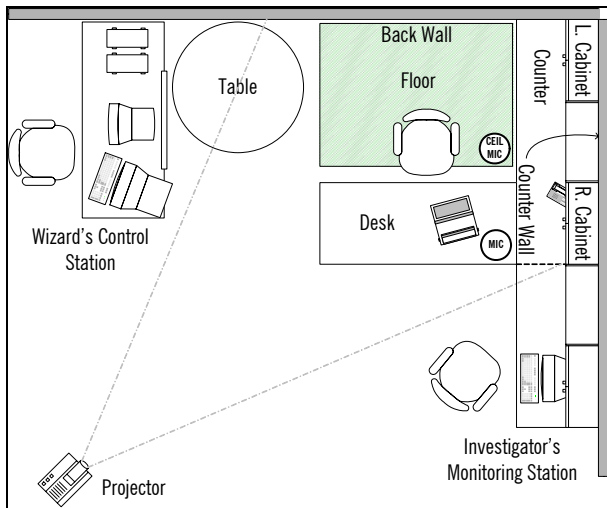 Back Wall
Floor
Table
CEIL
MIC
Counter
L. Cabinet
Counter Wall
R. Cabinet
Desk
MIC
Wizard's Control
Station
Investigator's
Monitoring Station
Projector